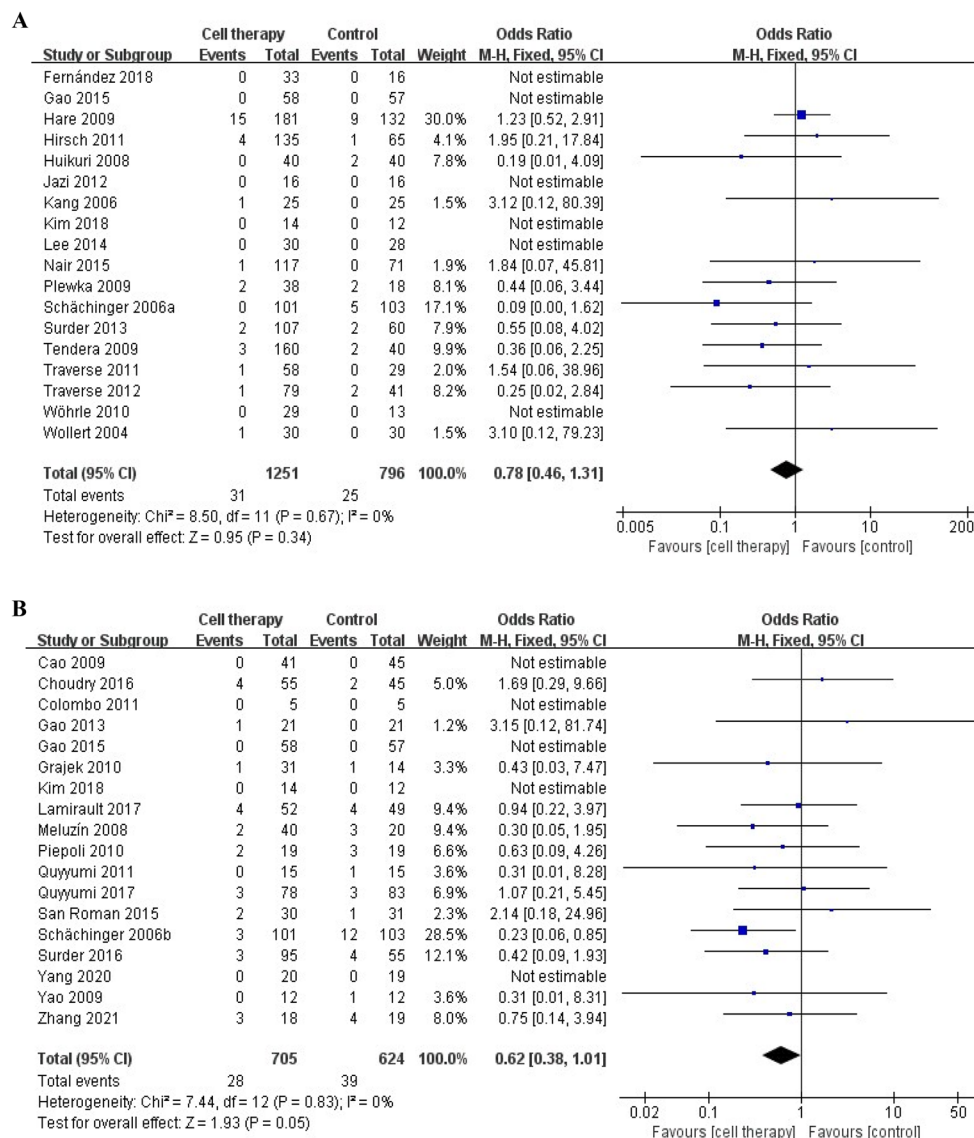 A
Cell therapy Control Odds Ratio Odds Ratio
Study or Subgroup Events Total Events Total Weight M-H, Fixed, 95% CI M-H, Fixed, 95% CI
Fernández 2018 0 33 0 16 Not estimable
Gao 2015 0 58 0 57 Not estimable
Hare 2009 15 181 9 132 30.0% 1.23 [0.52, 2.91]
Hirsch 2011 4 135 1 65 4.1% 1.95 [0.21, 17.84]
Huikuri 2008 0 40 2 40 7.8% 0.19 [0.01, 4.09]
Jazi 2012 0 16 0 16 Not estimable
Kang 2006 1 25 0 25 1.5% 3.12 [0.12, 80.39]
Kim 2018 0 14 0 12 Not estimable
Lee 2014 0 30 0 28 Not estimable
Nair 2015 1 117 0 71 1.9% 1.84 [0.07, 45.81]
Plewka 2009 2 38 2 18 8.1% 0.44 [0.06, 3.44]
Schächinger 2006a 0 101 5 103 17.1% 0.09 [0.00, 1.62]
Surder 2013 2 107 2 60 7.9% 0.55 [0.08, 4.02]
Tendera 2009 3 160 2 40 9.9% 0.36 [0.06, 2.25]
Traverse 2011 1 58 0 29 2.0% 1.54 [0.06, 38.96]
Traverse 2012 1 79 2 41 8.2% 0.25 [0.02, 2.84]
Wöhrle 2010 0 29 0 13 Not estimable
Wollert 2004 1 30 0 30 1.5% 3.10 [0.12, 79.23]
Total (95% CI) 1251 796 100.0% 0.78 [0.46, 1.31]
Total events 31 25
Heterogeneity: Chi² = 8.50, df = 11 (P = 0.67); I² = 0%
Test for overall effect: Z = 0.95 (P = 0.34)
0.005 0.1 1 10 200
Favours [cell therapy] Favours [control]
B
Cell therapy Control Odds Ratio Odds Ratio
Study or Subgroup Events Total Events Total Weight M-H, Fixed, 95% CI M-H, Fixed, 95% CI
Cao 2009 0 41 0 45 Not estimable
Choudry 2016 4 55 2 45 5.0% 1.69 [0.29, 9.66]
Colombo 2011 0 5 0 5 Not estimable
Gao 2013 1 21 0 21 1.2% 3.15 [0.12, 81.74]
Gao 2015 0 58 0 57 Not estimable
Grajek 2010 1 31 1 14 3.3% 0.43 [0.03, 7.47]
Kim 2018 0 14 0 12 Not estimable
Lamirault 2017 4 52 4 49 9.4% 0.94 [0.22, 3.97]
Meluzín 2008 2 40 3 20 9.4% 0.30 [0.05, 1.95]
Piepoli 2010 2 19 3 19 6.6% 0.63 [0.09, 4.26]
Quyyumi 2011 0 15 1 15 3.6% 0.31 [0.01, 8.28]
Quyyumi 2017 3 78 3 83 6.9% 1.07 [0.21, 5.45]
San Roman 2015 2 30 1 31 2.3% 2.14 [0.18, 24.96]
Schächinger 2006b 3 101 12 103 28.5% 0.23 [0.06, 0.85]
Surder 2016 3 95 4 55 12.1% 0.42 [0.09, 1.93]
Yang 2020 0 20 0 19 Not estimable
Yao 2009 0 12 1 12 3.6% 0.31 [0.01, 8.31]
Zhang 2021 3 18 4 19 8.0% 0.75 [0.14, 3.94]
Total (95% CI) 705 624 100.0% 0.62 [0.38, 1.01]
Total events 28 39
Heterogeneity: Chi² = 7.44, df = 12 (P = 0.83); I² = 0%
Test for overall effect: Z = 1.93 (P = 0.05)
0.02 0.1 1 10 50
Favours [cell therapy] Favours [control]